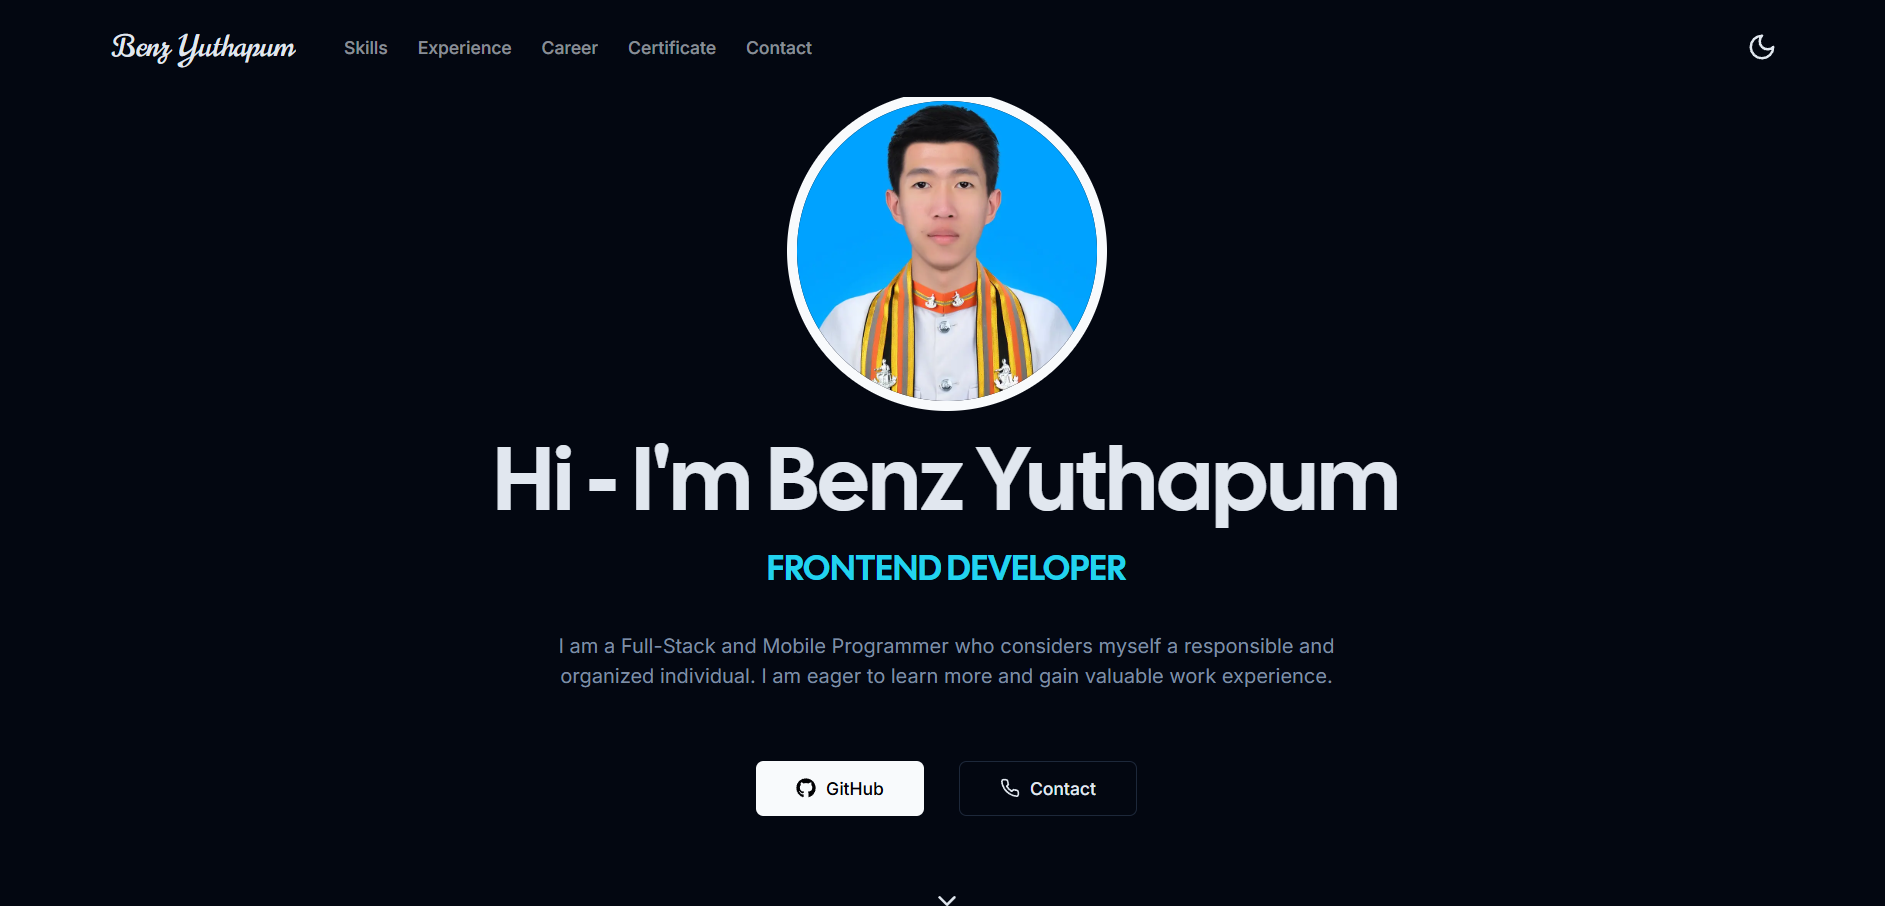 Benz Yuthapum
Skills
Experience
Career
Certificate
Contact
Hi - I'm Benz Yuthapum
FRONTEND DEVELOPER
I am a Full-Stack and Mobile Programmer who considers myself a responsible and
organized individual. I am eager to learn more and gain valuable work experience.
GitHub
Contact